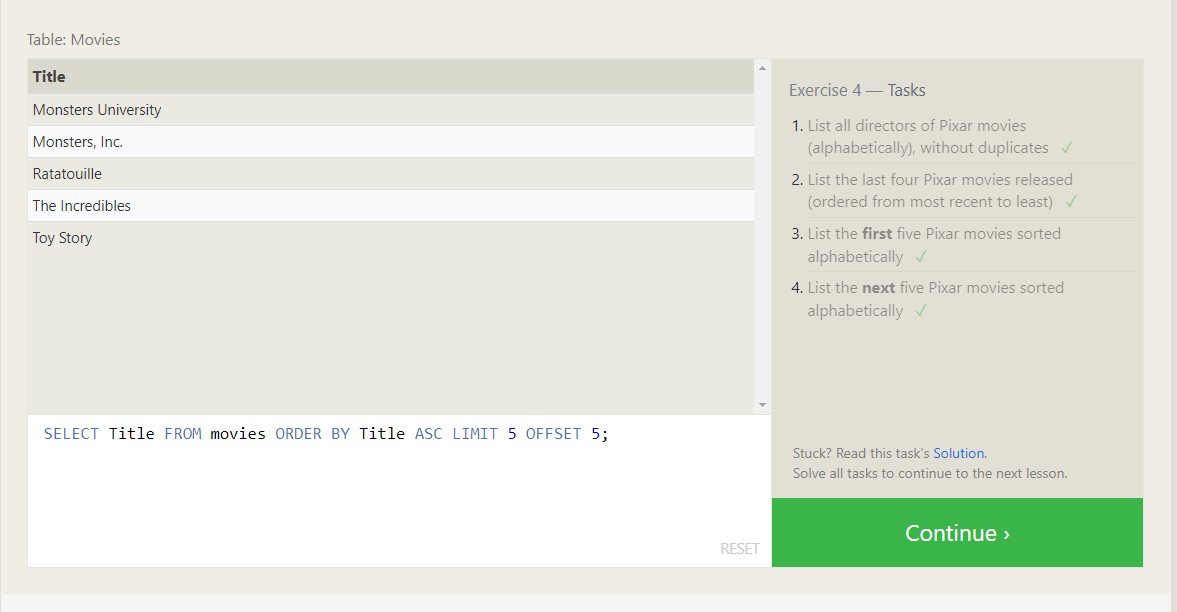 Table: Movies
Title
Monsters University
Monsters, Inc.
Ratatouille
The Incredibles
Toy Story
SELECT Title FROM movies ORDER BY Title ASC LIMIT 5 OFFSET 5;
RESET
Exercise 4 — Tasks
1. List all directors of Pixar movies
(alphabetically), without duplicates ✓
2. List the last four Pixar movies released
(ordered from most recent to least) ✓
3. List the first five Pixar movies sorted
alphabetically ✓
4. List the next five Pixar movies sorted
alphabetically ✓
Stuck? Read this task's Solution.
Solve all tasks to continue to the next lesson.
Continue ›